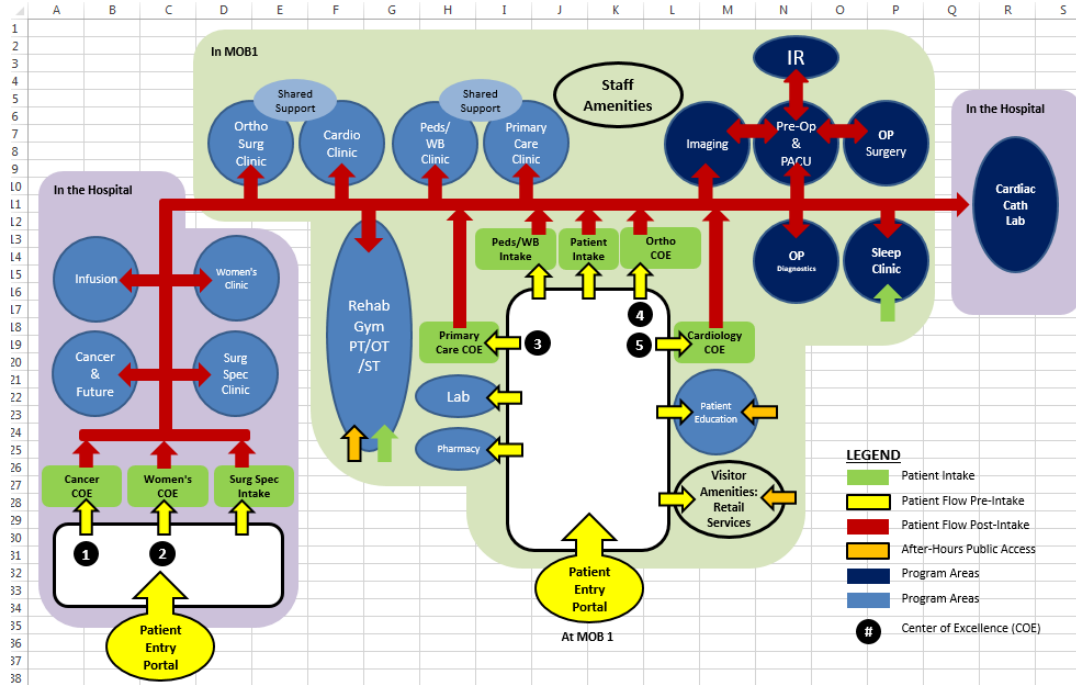 A B C D E F G H I J K L M N O P Q R S
1
2
3
4
5
6
7
8
9
10
11
12
13
14
15
16
17
18
19
20
21
22
23
24
25
26
27
28
29
30
31
32
33
34
35
36
37
38
In MOB1
IR
Staff
Amenities
Shared
Support
Shared
Support
Ortho
Surg
Clinic
Cardio
Clinic
Peds/
WB
Clinic
Primary
Care
Clinic
Imaging
Pre-Op
&
PACU
OP
Surgery
In the Hospital
Cardiac
Cath
Lab
In the Hospital
Infusion
Women's
Clinic
Cancer
&
Future
Surg
Spec
Clinic
Rehab
Gym
PT/OT
/ST
Peds/WB
Intake
Patient
Intake
Ortho
COE
OP
Diagnostics
Sleep
Clinic
4
3
5
Primary
Care COE
Cardiology
COE
Lab
Pharmacy
Patient
Education
Visitor
Amenities:
Retail
Services
Cancer
COE
Women's
COE
Surg Spec
Intake
1
2
Patient
Entry
Portal
Patient
Entry
Portal
At MOB 1
LEGEND
Patient Intake
Patient Flow Pre-Intake
Patient Flow Post-Intake
After-Hours Public Access
Program Areas
Program Areas
# Center of Excellence (COE)